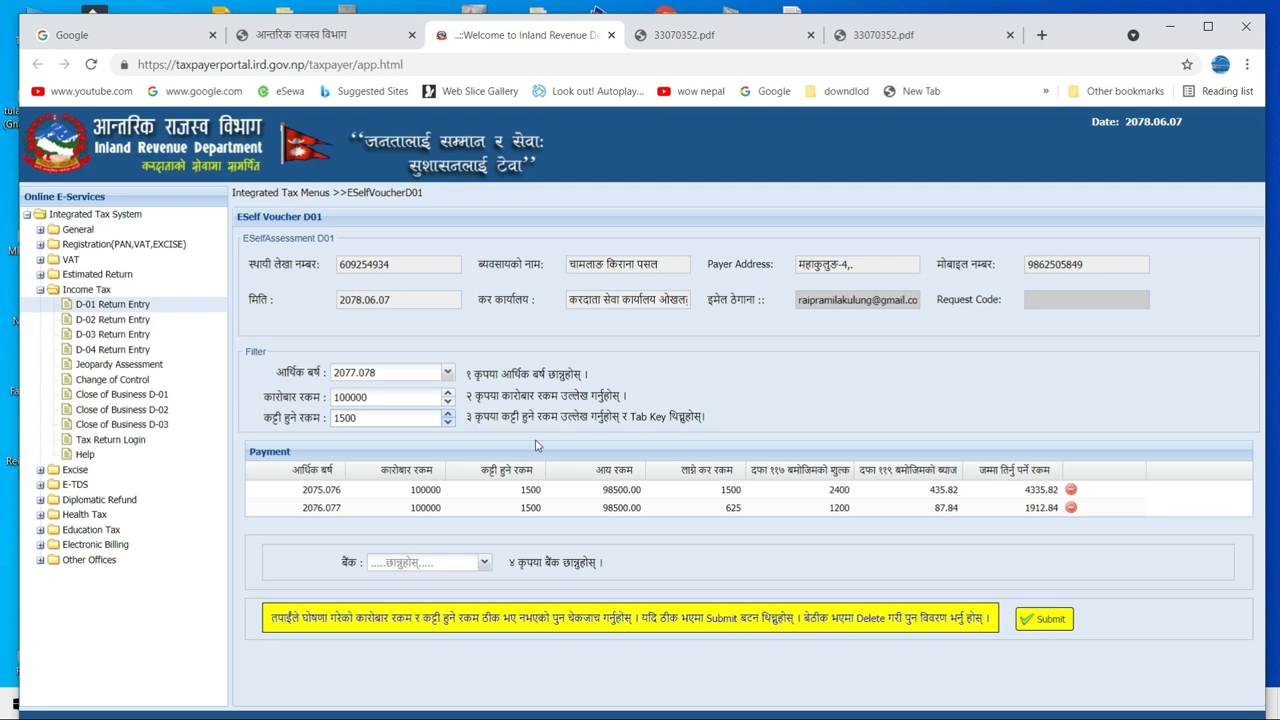 Google
आन्तरिक राजस्व विभाग
..::Welcome to Inland Revenue De
33070352.pdf
33070352.pdf
https://taxpayerportal.ird.gov.np/taxpayer/app.html
www.youtube.com
www.google.com
eSewa
Suggested Sites
Web Slice Gallery
Look out! Autoplay...
wow nepal
Google
downdlod
New Tab
»
Other bookmarks
Reading list
आन्तरिक राजस्व विभाग
Inland Revenue Department
करदाताको सेवामा समर्पित
“जनतालाई सम्मान र सेवा:
सुशासनलाई टेवा”
Date: 2078.06.07
Online E-Services
Integrated Tax System
General
Registration(PAN,VAT,EXCISE)
VAT
Estimated Return
Income Tax
D-01 Return Entry
D-02 Return Entry
D-03 Return Entry
D-04 Return Entry
Jeopardy Assessment
Change of Control
Close of Business D-01
Close of Business D-02
Close of Business D-03
Tax Return Login
Help
Excise
E-TDS
Diplomatic Refund
Health Tax
Education Tax
Electronic Billing
Other Offices
Integrated Tax Menus >>ESelfVoucherD01
ESelf Voucher D01
ESelfAssessment D01
स्थायी लेखा नम्बर: 609254934 ब्यवसायको नाम: चामलाङ किराना पसल Payer Address: महाकुलुङ-4,. मोबाइल नम्बर: 9862505849
मिति : 2078.06.07 कर कार्यालय : करदाता सेवा कार्यालय ओखलढ इमेल ठेगाना :: raipramilakulung@gmail.co Request Code:
Filter
आर्थिक बर्ष : 2077.078 १ कृपया आर्थिक बर्ष छान्नुहोस् ।
कारोबार रकम : 100000 २ कृपया कारोबार रकम उल्लेख गर्नुहोस् ।
कट्टी हुने रकम : 1500 ३ कृपया कट्टी हुने रकम उल्लेख गर्नुहोस् र Tab Key थिच्नुहोस्।
Payment
आर्थिक बर्ष कारोबार रकम कट्टी हुने रकम आय रकम लाग्ने कर रकम दफा ११७ बमोजिमको शुल्क दफा ११९ बमोजिमको ब्याज जम्मा तिर्नु पर्ने रकम
2075.076 100000 1500 98500.00 1500 2400 435.82 4335.82
2076.077 100000 1500 98500.00 625 1200 87.84 1912.84
बैंक : .....छान्नुहोस्..... ४ कृपया बैंक छान्नुहोस् ।
तपाईंले घोषणा गरेको कारोबार रकम र कट्टी हुने रकम ठीक भए नभएको पुन चेकजाच गर्नुहोस् । यदि ठीक भएमा Submit बटन थिच्नुहोस् । बेठीक भएमा Delete गरी पुन विवरण भर्नु होस् ।
Submit